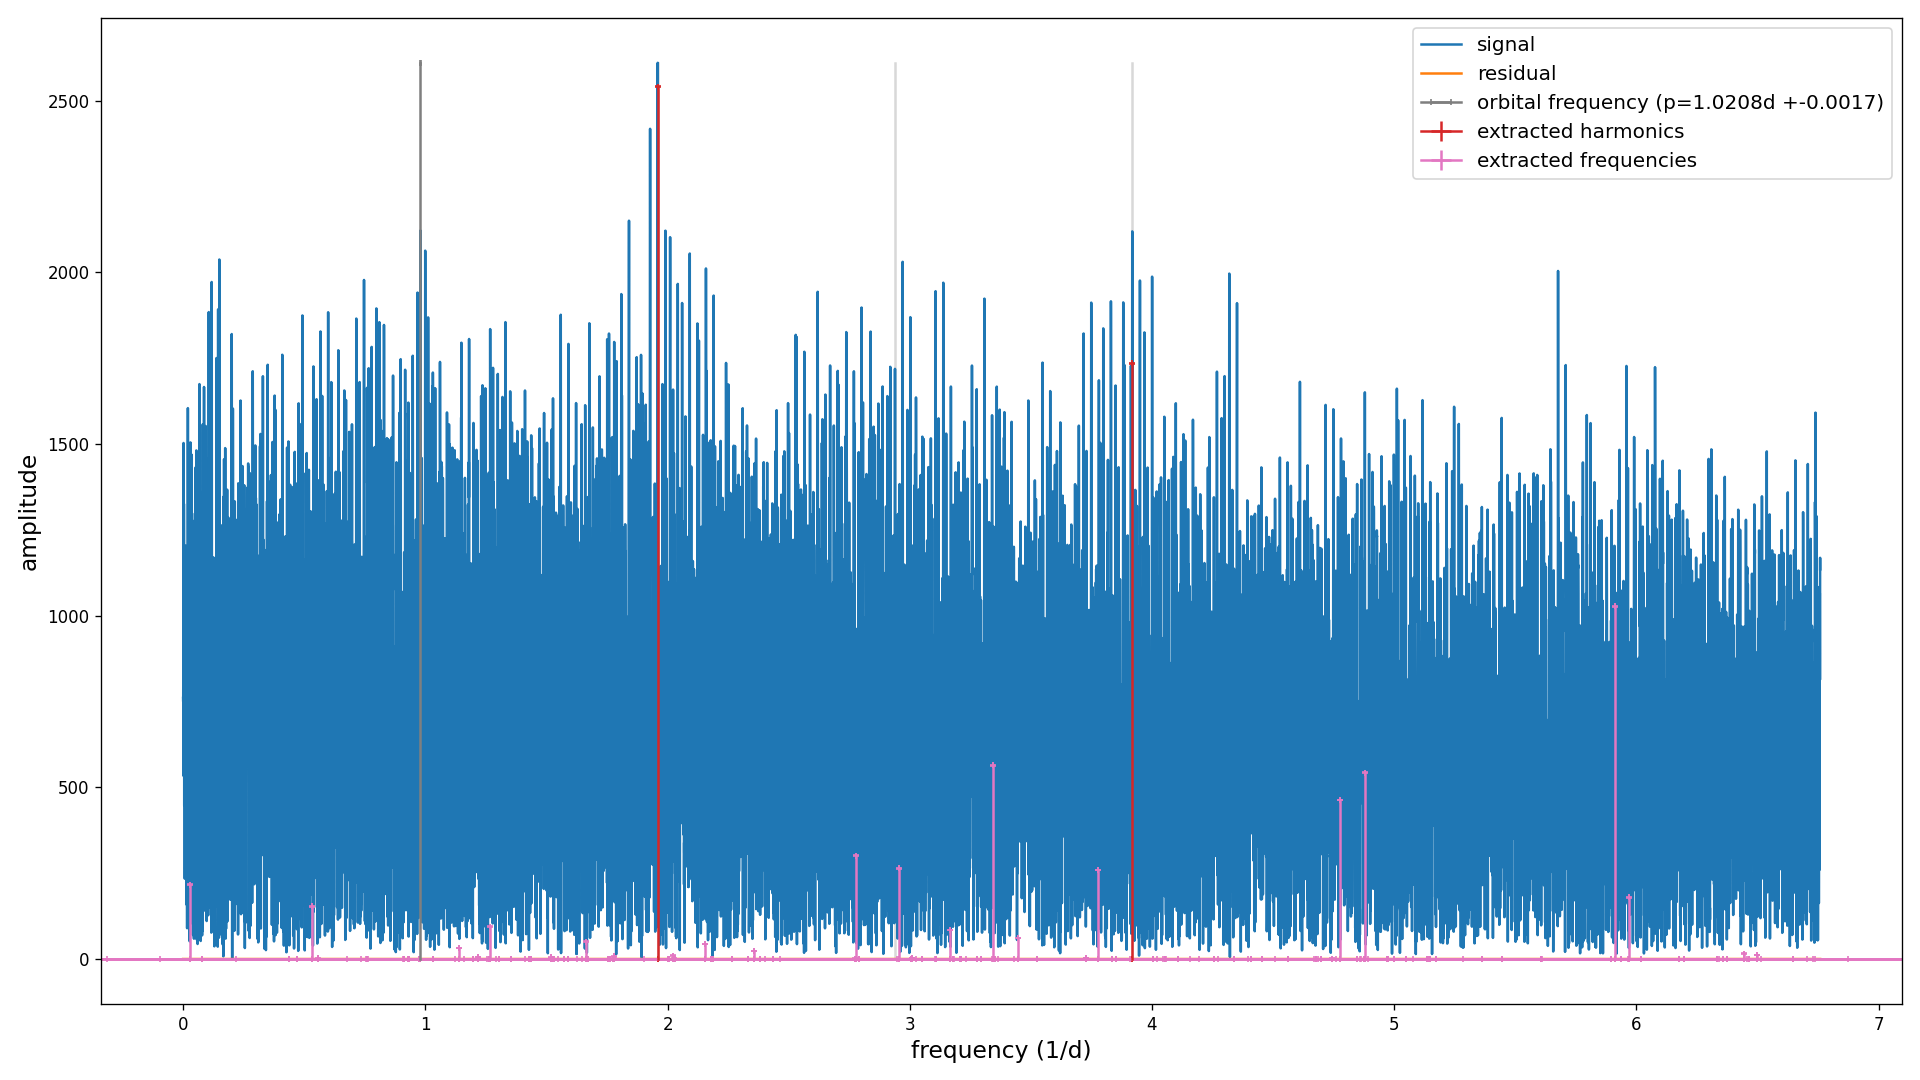 signal
residual
orbital frequency (p=1.0208d +-0.0017)
extracted harmonics
extracted frequencies
amplitude
2500
2000
1500
1000
500
0
0 1 2 3 4 5 6 7
frequency (1/d)